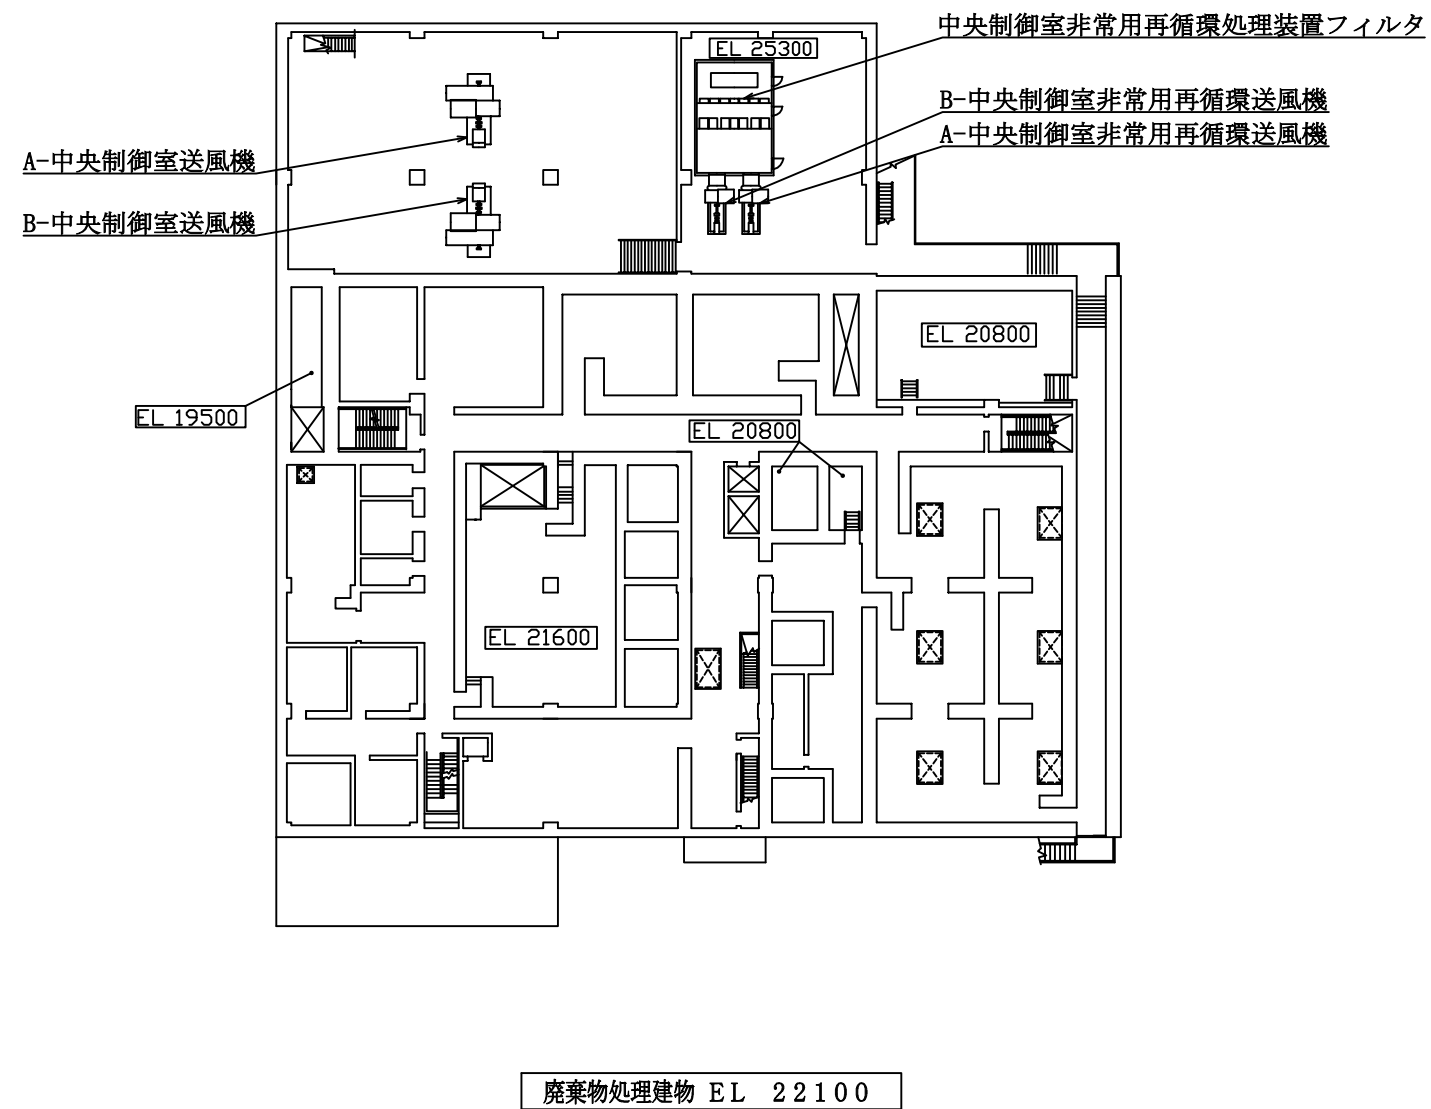 中央制御室非常用再循環処理装置フィルタ
EL 25300
B-中央制御室非常用再循環送風機
A-中央制御室非常用再循環送風機
A-中央制御室送風機
B-中央制御室送風機
EL 20800
EL 19500
EL 20800
EL 21600
廃棄物処理建物 EL 22100